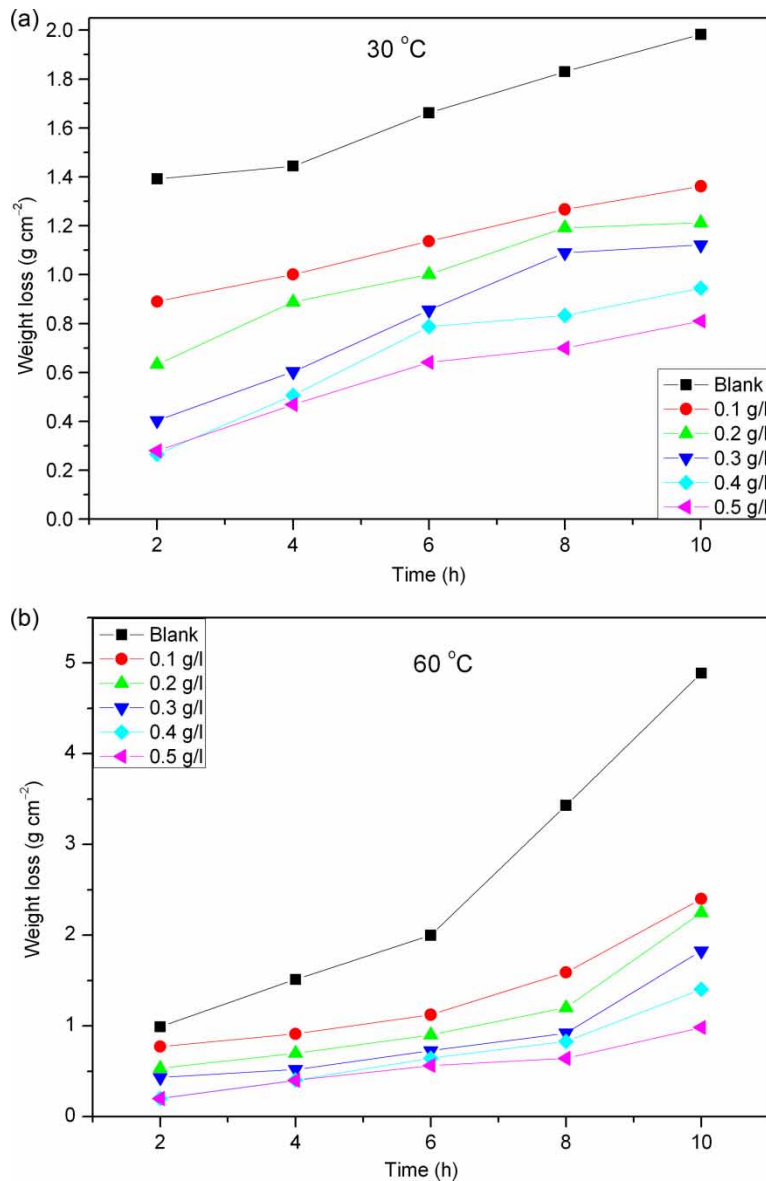 (a)
30 °C
Weight loss (g cm⁻²)
2.0
1.8
1.6
1.4
1.2
1.0
0.8
0.6
0.4
0.2
0.0
Blank
0.1 g/l
0.2 g/l
0.3 g/l
0.4 g/l
0.5 g/l
2 4 6 8 10
Time (h)
(b)
60 °C
Blank
0.1 g/l
0.2 g/l
0.3 g/l
0.4 g/l
0.5 g/l
Weight loss (g cm⁻²)
5
4
3
2
1
0
2 4 6 8 10
Time (h)